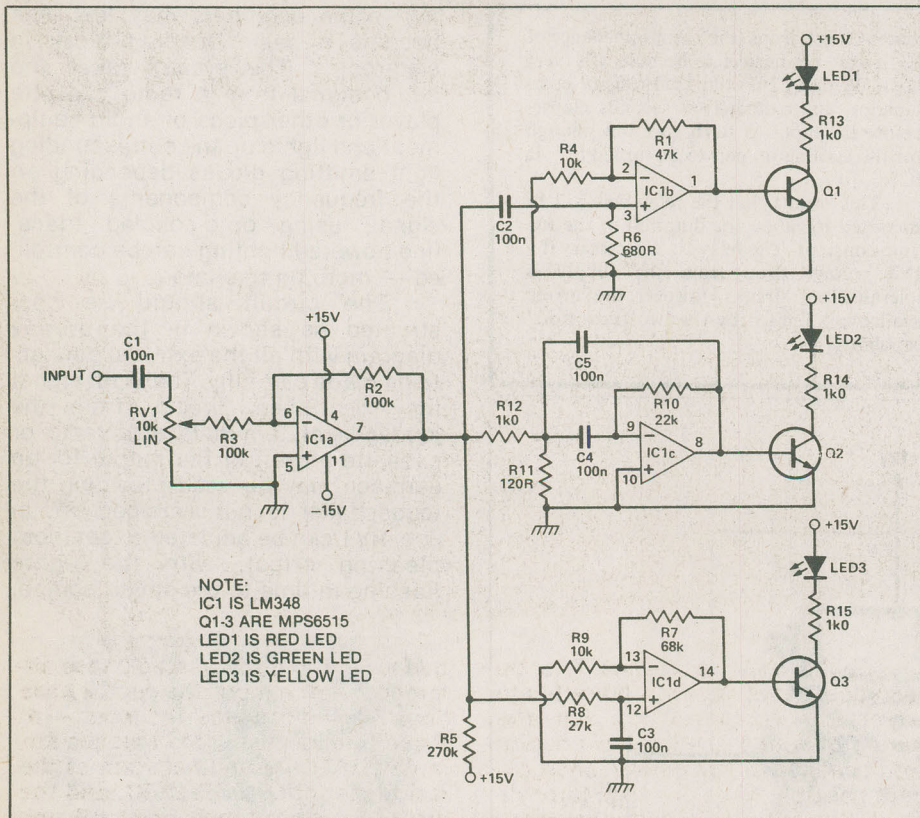 +15V
LED1
R13
1k0
R1
47k
R4
10k
2
IC1b
1
Q1
3
C2
100n
R6
680R
+15V
LED2
R14
1k0
C5
100n
+15V
C1
100n
R10
22k
INPUT
R2
100k
R12
1k0
RV1
10k
LIN
R3
100k
6
4
IC1a
7
5
11
C4
100n
9
IC1c
8
10
Q2
R11
120R
–15V
+15V
LED3
R15
1k0
R7
68k
R9
10k
13
IC1d
14
Q3
12
R8
27k
C3
100n
R5
270k
+15V
NOTE:
IC1 IS LM348
Q1-3 ARE MPS6515
LED1 IS RED LED
LED2 IS GREEN LED
LED3 IS YELLOW LED